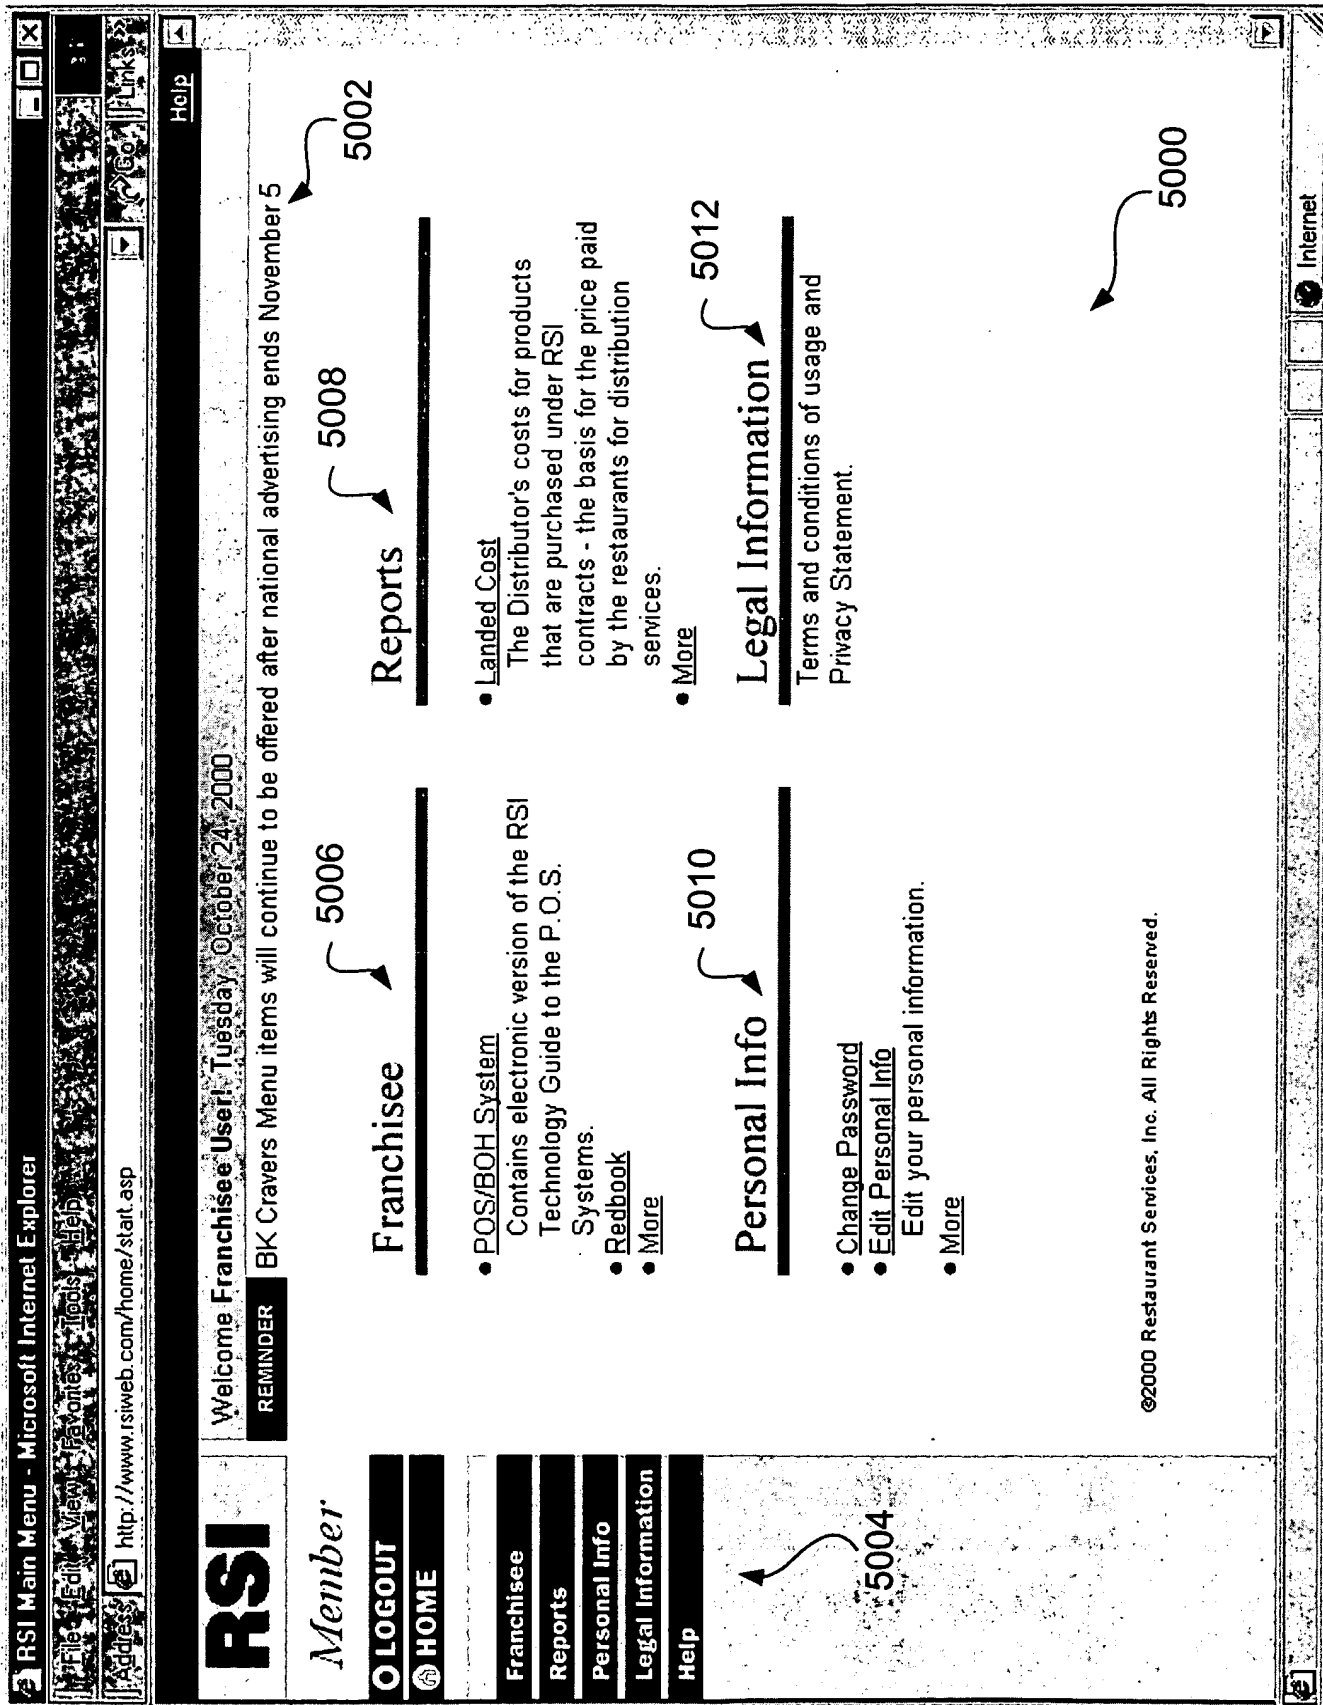 RSI Main Menu - Microsoft Internet Explorer
File Edit View Favorites Tools Help
Address http://www.rsiweb.com/home/start.asp Go Links »
Help
RSI
Welcome Franchisee User! Tuesday, October 24, 2000
REMINDER BK Cravers Menu items will continue to be offered after national advertising ends November 5
5002
Member
LOGOUT
HOME
Franchisee
Reports
Personal Info
Legal Information
Help
5004
Franchisee
5006
• POS/BOH System
Contains electronic version of the RSI
Technology Guide to the P.O.S.
Systems.
• Redbook
• More
Reports
5008
• Landed Cost
The Distributor's costs for products
that are purchased under RSI
contracts - the basis for the price paid
by the restaurants for distribution
services.
• More
Personal Info
5010
• Change Password
• Edit Personal Info
Edit your personal information.
• More
Legal Information
5012
Terms and conditions of usage and
Privacy Statement.
5000
©2000 Restaurant Services, Inc. All Rights Reserved.
Internet